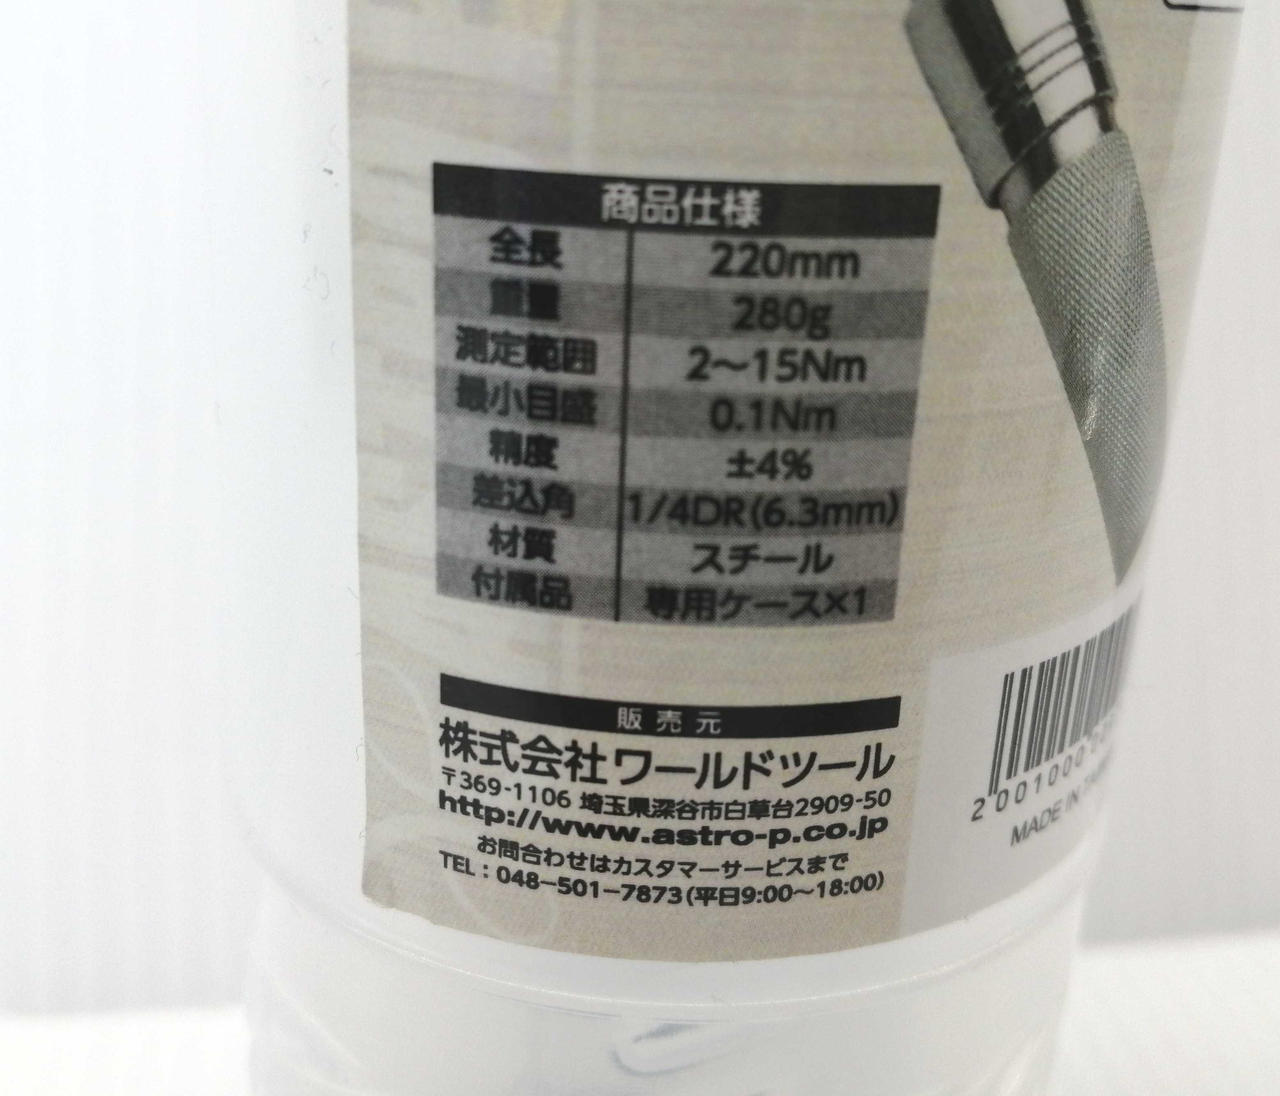 商品仕様
全長 220mm
重量 280g
測定範囲 2～15Nm
最小目盛 0.1Nm
精度 ±4%
差込角 1/4DR(6.3mm)
材質 スチール
付属品 専用ケース×1
販売元
株式会社ワールドツール
〒369-1106 埼玉県深谷市白草台2909-50
http://www.astro-p.co.jp
お問合わせはカスタマーサービスまで
TEL：048-501-7873(平日9:00～18:00)
2001000
MADE IN